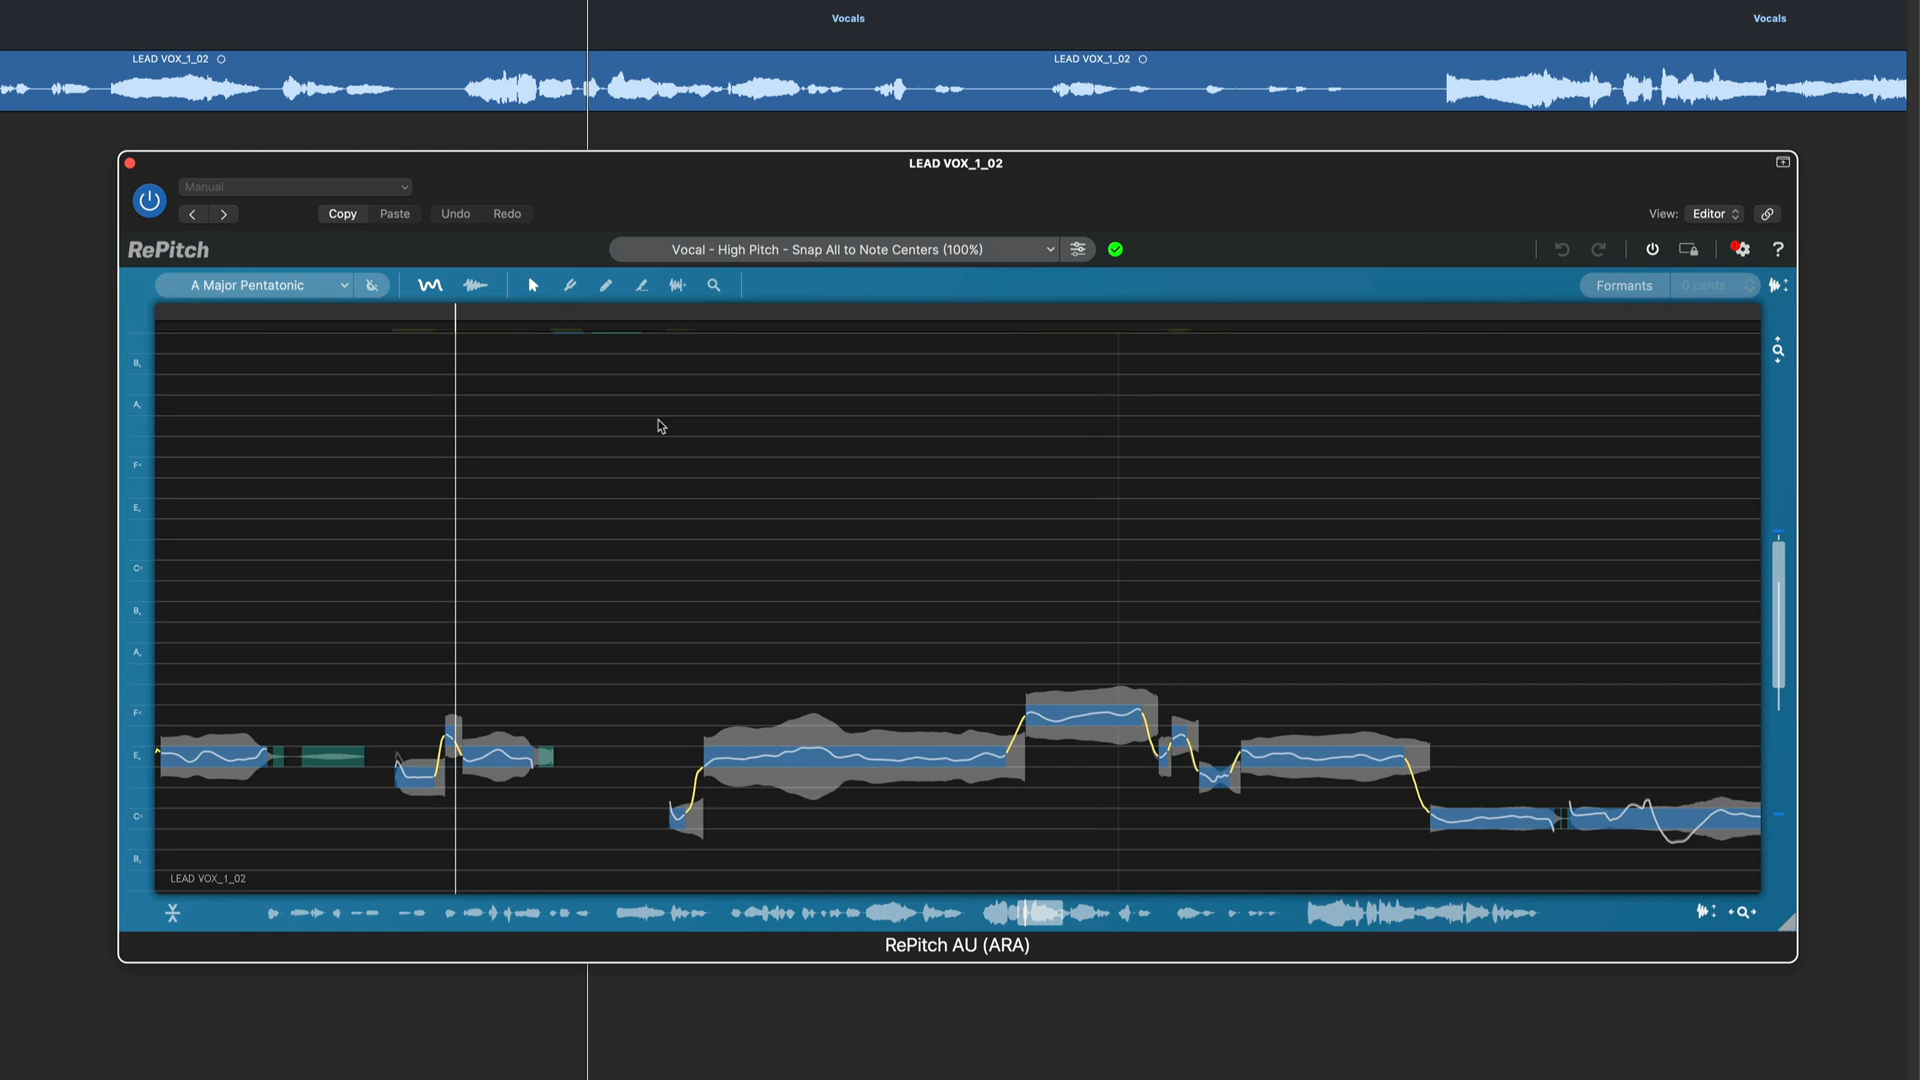 Vocals
Vocals
LEAD VOX_1_02
LEAD VOX_1_02
LEAD VOX_1_02
Manual
Copy Paste Undo Redo
View: Editor
RePitch
Vocal - High Pitch - Snap All to Note Centers (100%)
?
A Major Pentatonic
Formants 0 cents
B
A
F#
E
C#
B
A
F#
E
C#
B
LEAD VOX_1_02
RePitch AU (ARA)